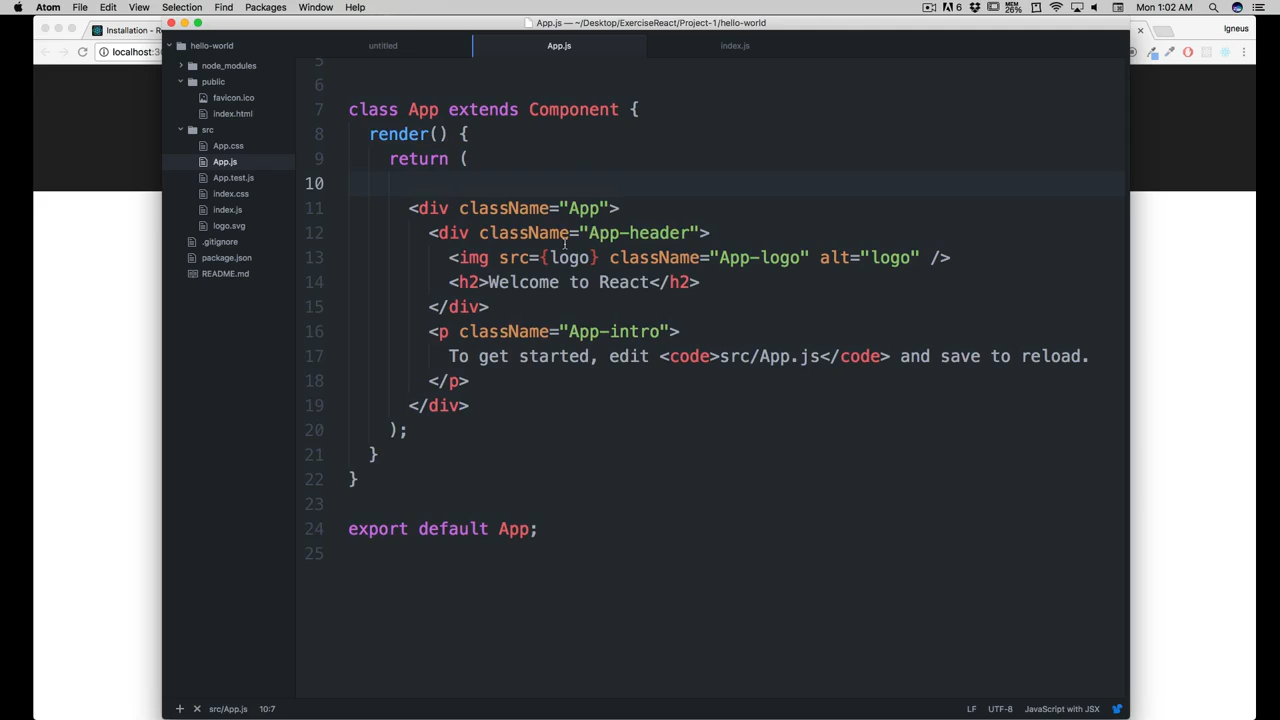 Atom File Edit View Selection Find Packages Window Help
6 MEM 26% Mon 1:02 AM
App.js — ~/Desktop/ExerciseReact/Project-1/hello-world
Installation - Re
Igneus
localhost:30
hello-world
untitled App.js index.js
node_modules
public
favicon.ico
index.html
src
App.css
App.js
App.test.js
index.css
index.js
logo.svg
.gitignore
package.json
README.md
5
6
7 class App extends Component {
8 render() {
9 return (
10
11 <div className="App">
12 <div className="App-header">
13 <img src={logo} className="App-logo" alt="logo" />
14 <h2>Welcome to React</h2>
15 </div>
16 <p className="App-intro">
17 To get started, edit <code>src/App.js</code> and save to reload.
18 </p>
19 </div>
20 );
21 }
22 }
23
24 export default App;
25
src/App.js 10:7 LF UTF-8 JavaScript with JSX